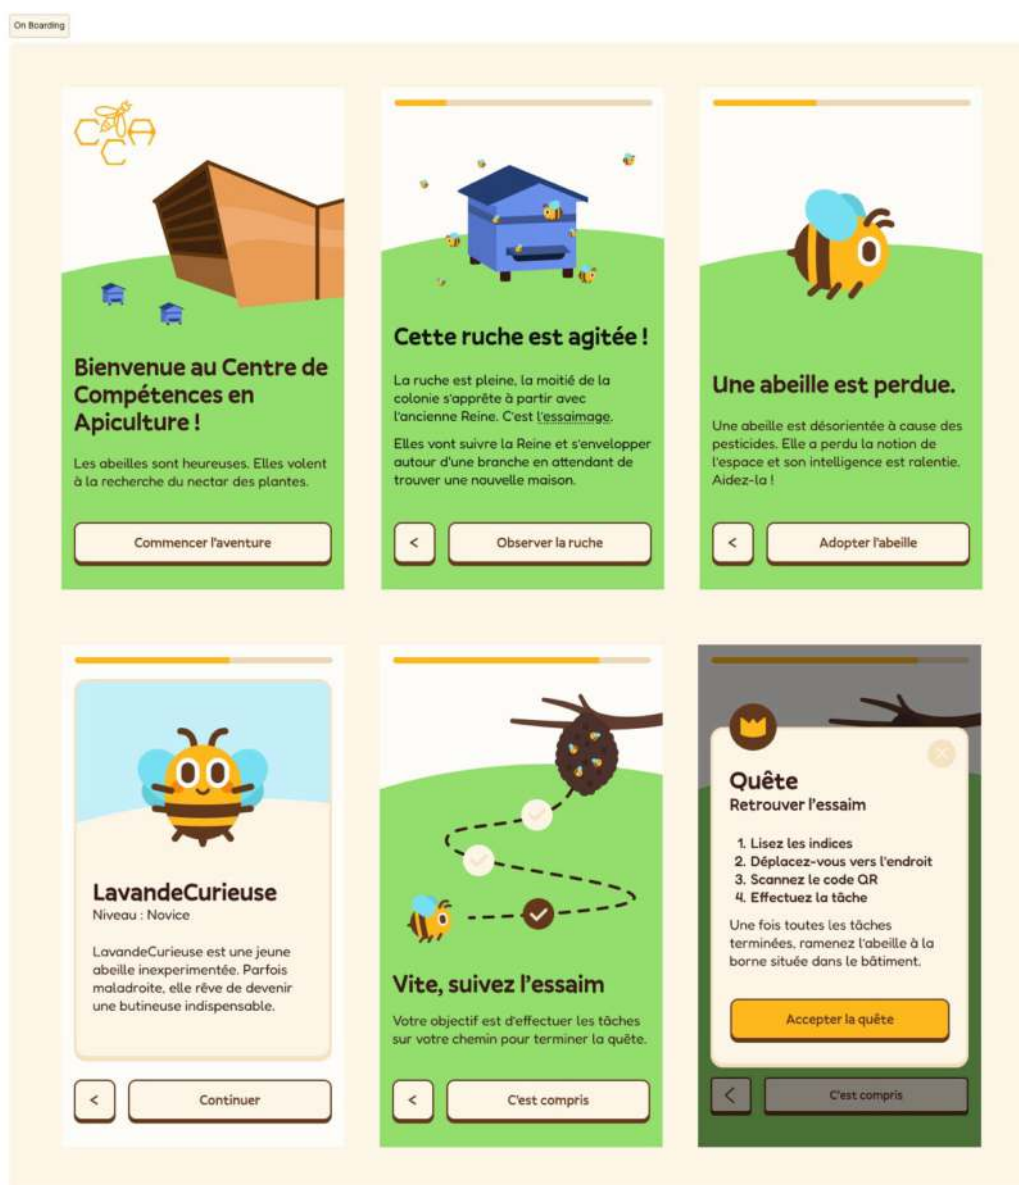 On Boarding
CCA
Bienvenue au Centre de
Compétences en
Apiculture !
Les abeilles sont heureuses. Elles volent
à la recherche du nectar des plantes.
Commencer l'aventure
Cette ruche est agitée !
La ruche est pleine, la moitié de la
colonie s'apprête à partir avec
l'ancienne Reine. C'est l'essaimage.
Elles vont suivre la Reine et s'envelopper
autour d'une branche en attendant de
trouver une nouvelle maison.
<
Observer la ruche
Une abeille est perdue.
Une abeille est désorientée à cause des
pesticides. Elle a perdu la notion de
l'espace et son intelligence est ralentie.
Aidez-la !
<
Adopter l'abeille
LavandeCurieuse
Niveau : Novice
LavandeCurieuse est une jeune
abeille inexperimentée. Parfois
maladroite, elle rêve de devenir
une butineuse indispensable.
<
Continuer
Vite, suivez l'essaim
Votre objectif est d'effectuer les tâches
sur votre chemin pour terminer la quête.
<
C'est compris
Quête
Retrouver l'essaim
1. Lisez les indices
2. Déplacez-vous vers l'endroit
3. Scannez le code QR
4. Effectuez la tâche
Une fois toutes les tâches
terminées, ramenez l'abeille à la
borne située dans le bâtiment.
Accepter la quête
<
C'est compris